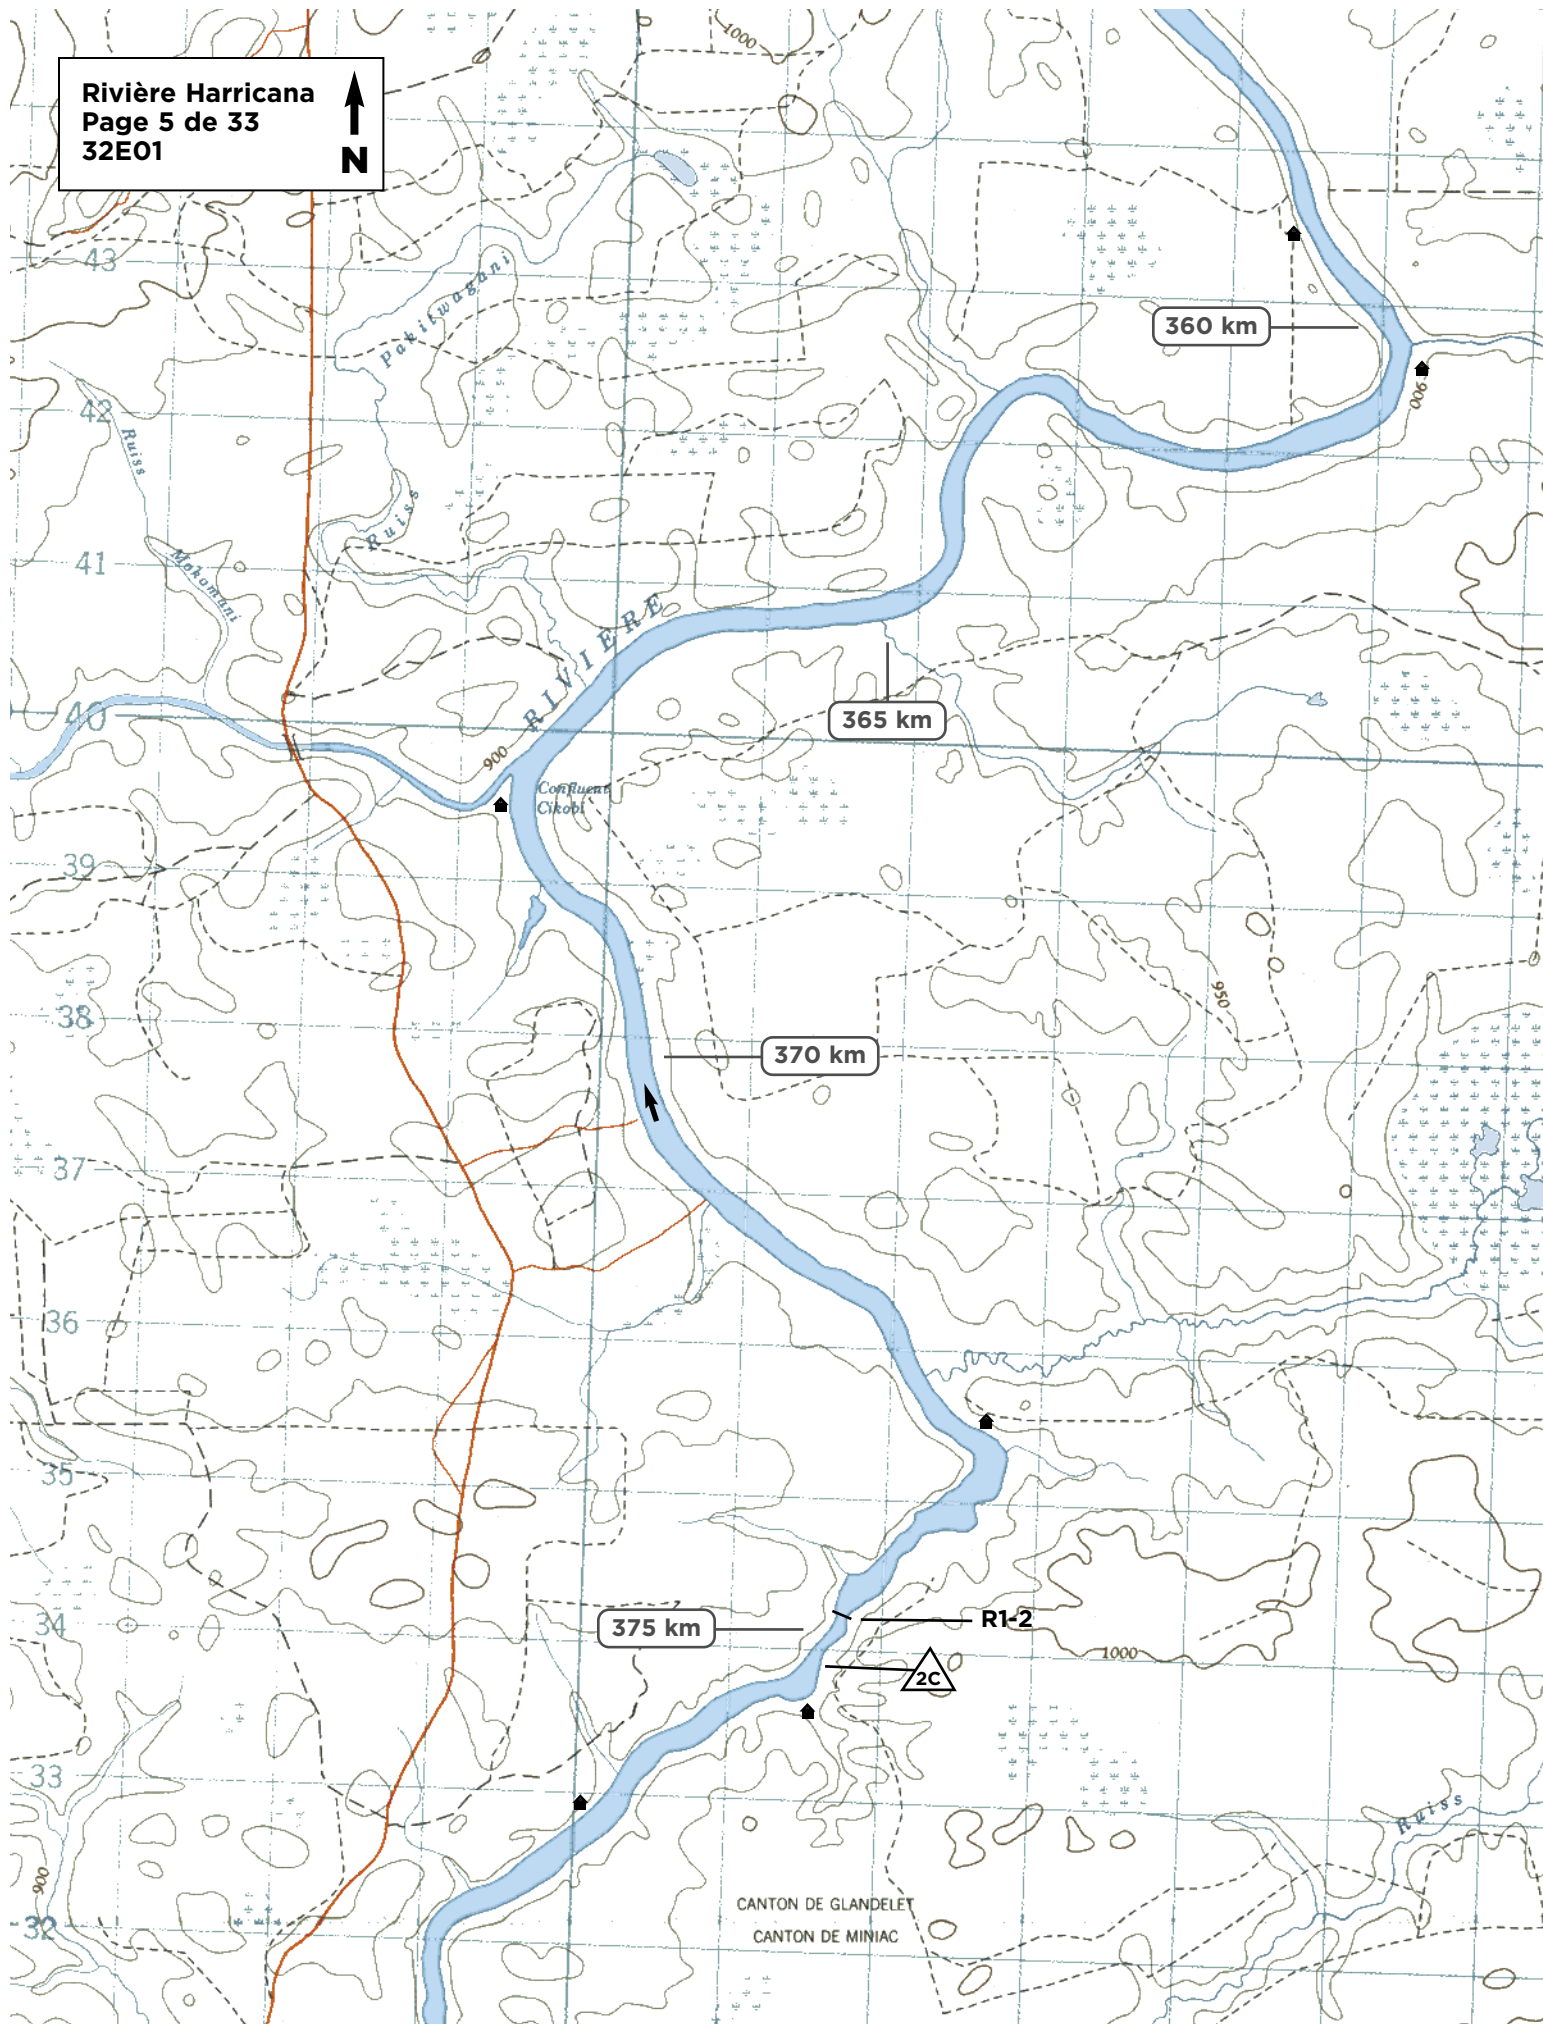 Rivière Harricana
Page 5 de 33
32E01
N
1000
43
Pakitwagani
360 km
900
42
Ruiss
Ruiss
41
Mokomani
RIVIERE
40
365 km
900
Confluent
Cikobi
39
950
38
370 km
37
36
35
34
375 km
R1-2
1000
2C
33
Ruiss
900
CANTON DE GLANDELET
32
CANTON DE MINIAC